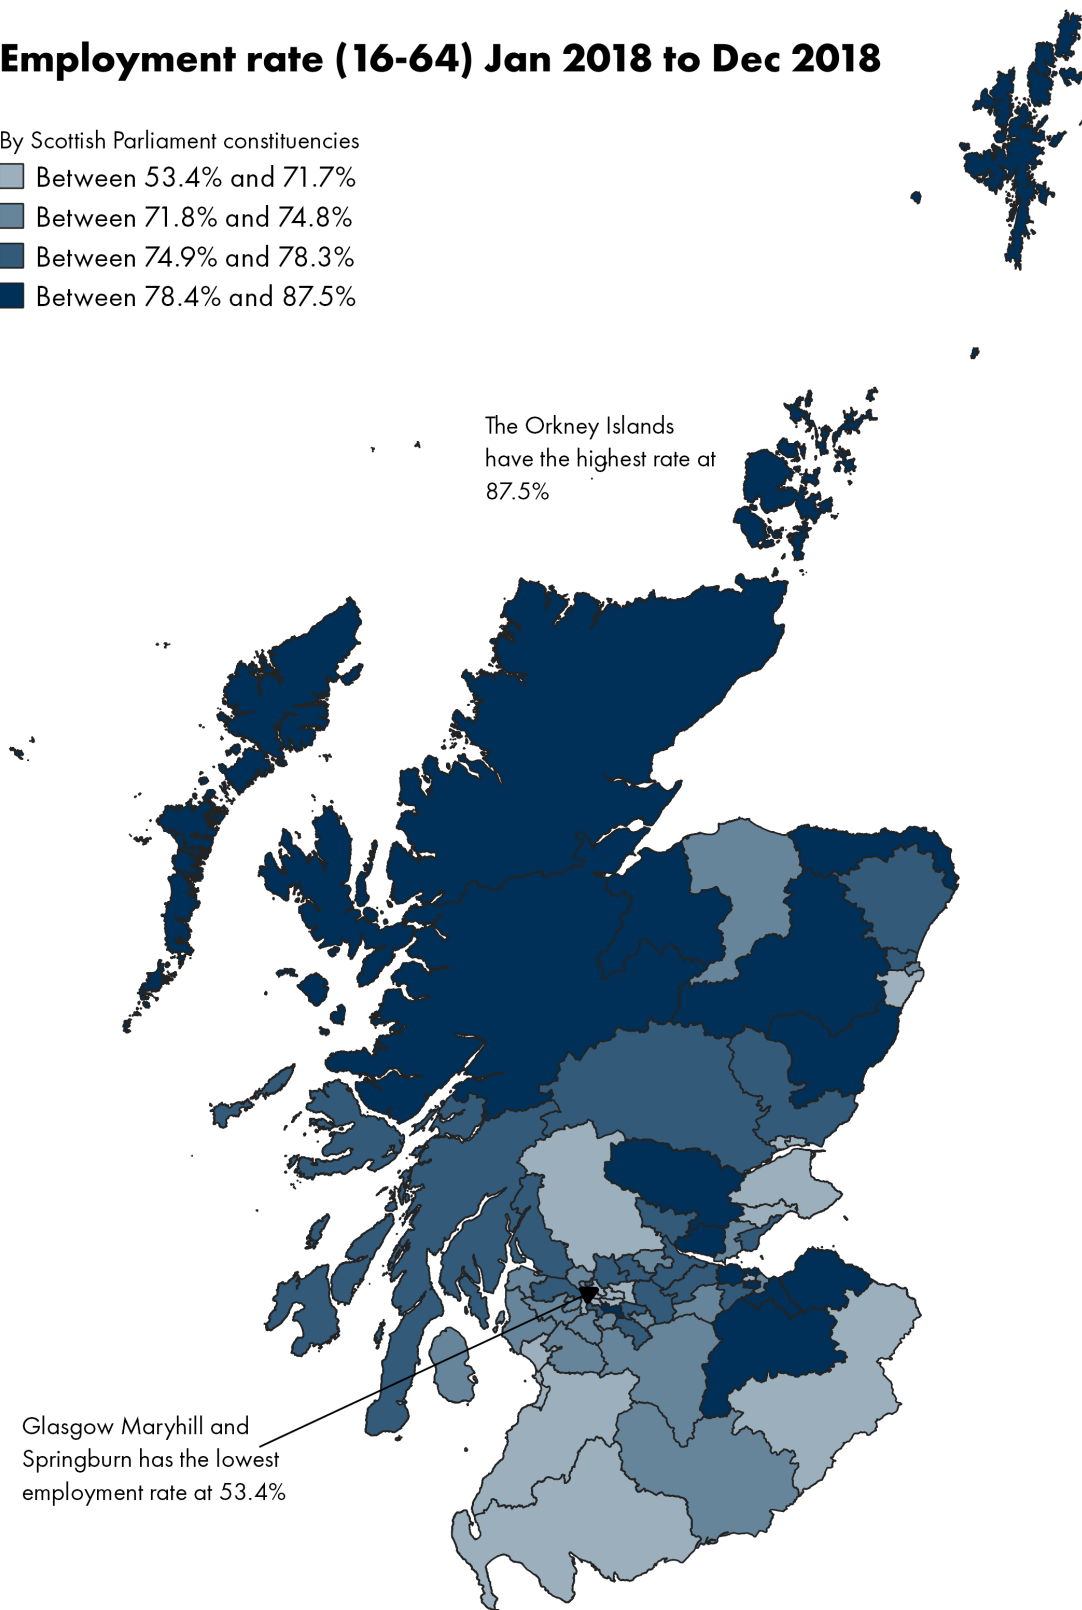 Employment rate (16-64) Jan 2018 to Dec 2018
By Scottish Parliament constituencies
Between 53.4% and 71.7%
Between 71.8% and 74.8%
Between 74.9% and 78.3%
Between 78.4% and 87.5%
The Orkney Islands
have the highest rate at
87.5%
Glasgow Maryhill and
Springburn has the lowest
employment rate at 53.4%